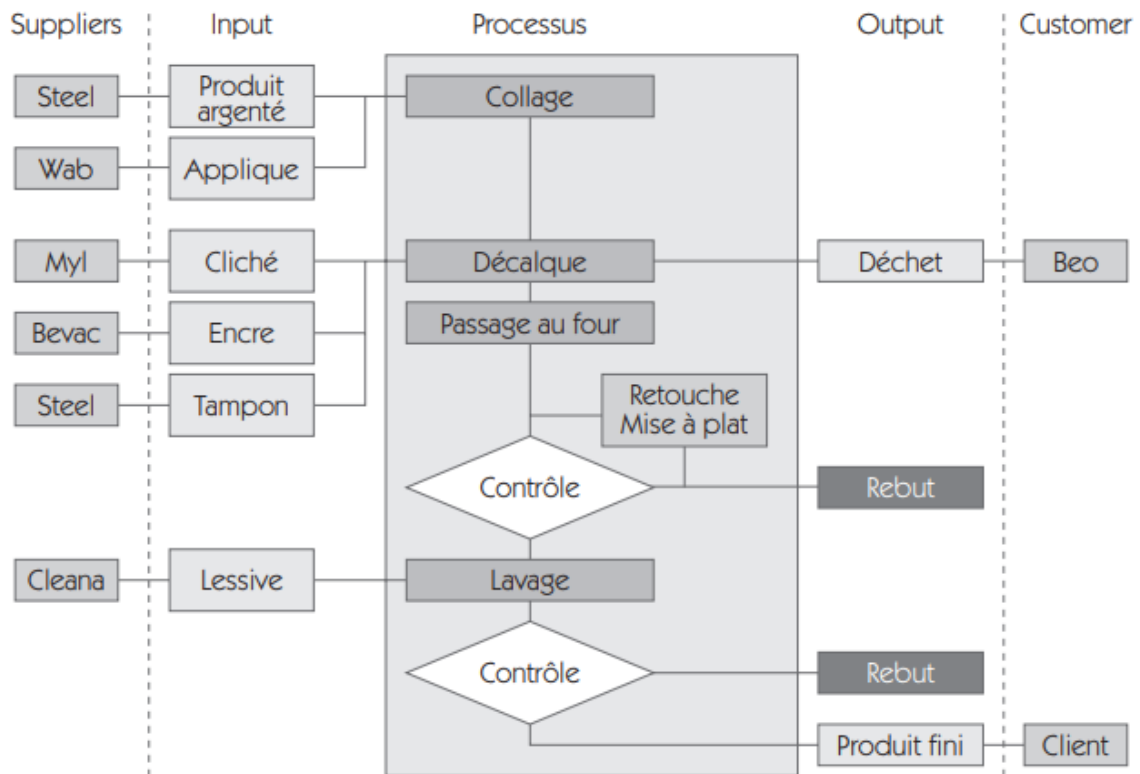 Suppliers Input Processus Output Customer
Steel Produit
argenté Collage
Wab Applique
Myl Cliché Décalque Déchet Beo
Bevac Encre Passage au four
Steel Tampon Retouche
Mise à plat
Contrôle Rebut
Cleana Lessive Lavage
Contrôle Rebut
Produit fini Client